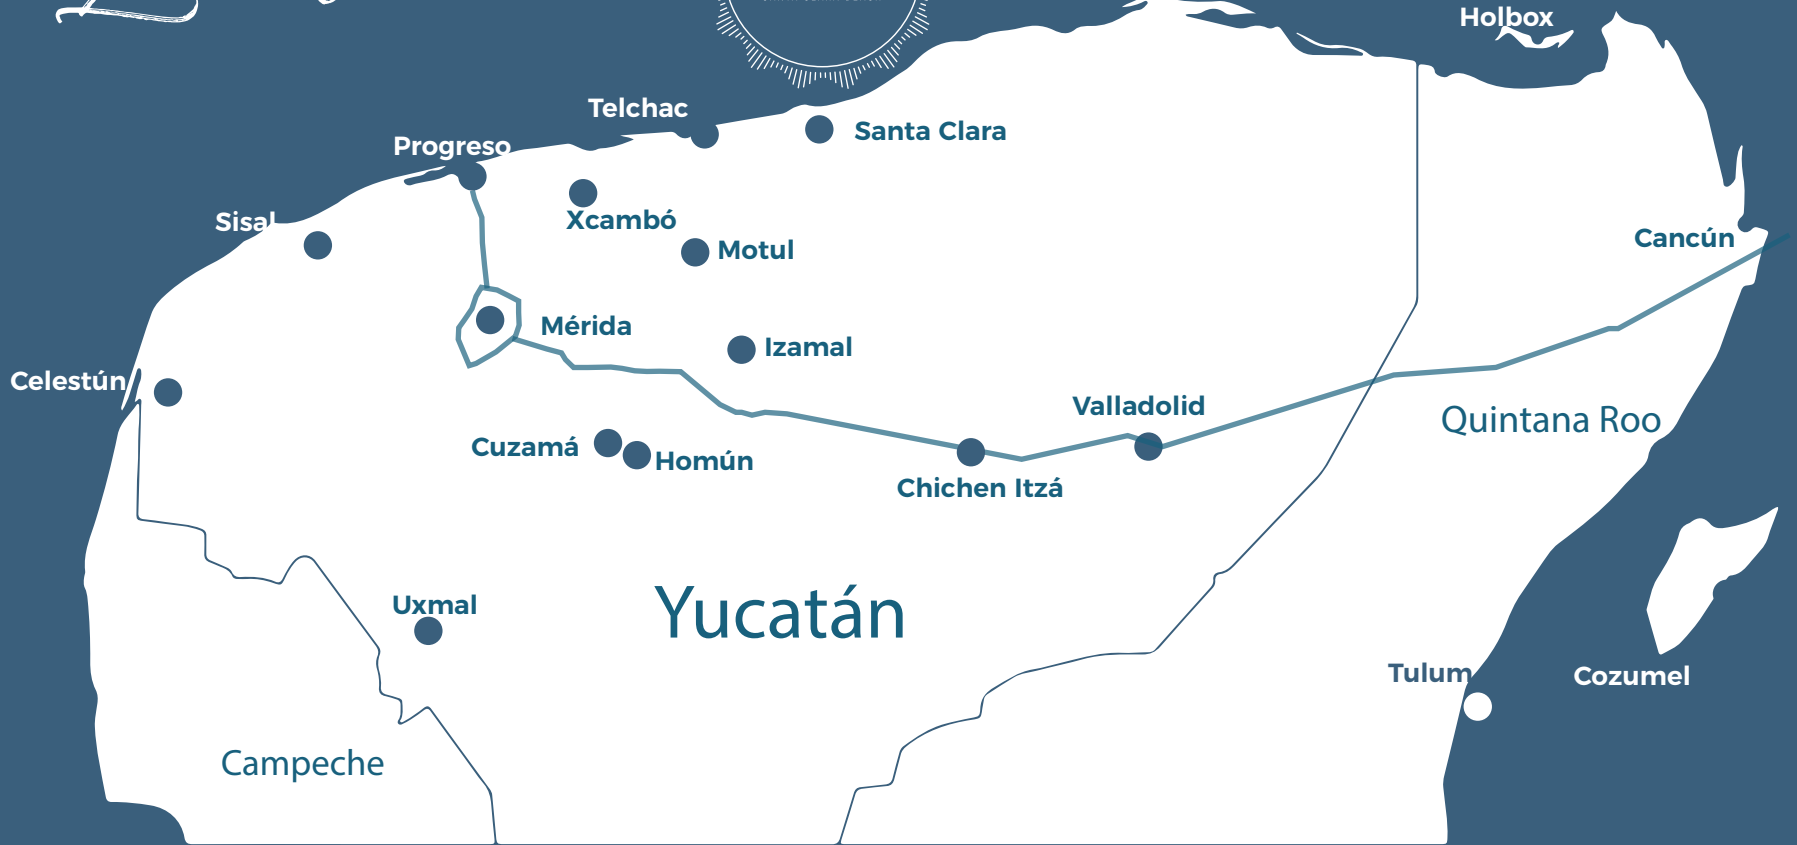 Holbox
Telchac
Santa Clara
Progreso
Xcambó
Sisal
Motul
Cancún
Mérida
Izamal
Celestún
Valladolid
Quintana Roo
Cuzamá
Homún
Chichen Itzá
Uxmal
Yucatán
Tulum
Cozumel
Campeche